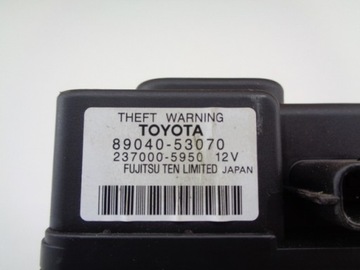 THEFT WARNING
TOYOTA
89040-53070
237000-5950 12V
FUJITSU TEN LIMITED JAPAN